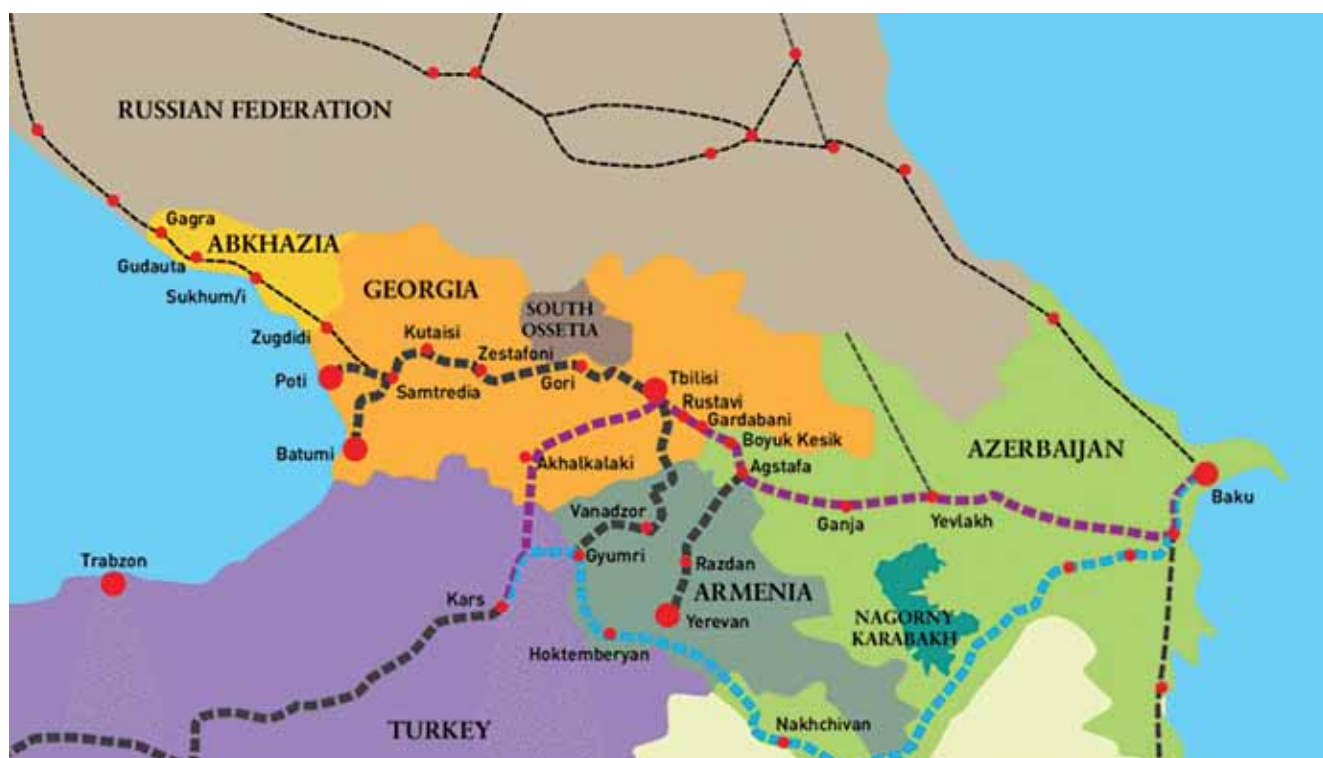 RUSSIAN FEDERATION
Gagra
ABKHAZIA
Gudauta
Sukhum/i
GEORGIA
SOUTH
OSSETIA
Zugdidi
Kutaisi
Zestafoni
Poti
Samtredia
Gori
Tbilisi
Rustavi
Gardabani
Boyuk Kesik
AZERBAIJAN
Batumi
Akhalkalaki
Agstafa
Baku
Vanadzor
Ganja
Yevlakh
Trabzon
Gyumri
Razdan
ARMENIA
Kars
Yerevan
NAGORNY
KARABAKH
Hoktemberyan
TURKEY
Nakhchivan